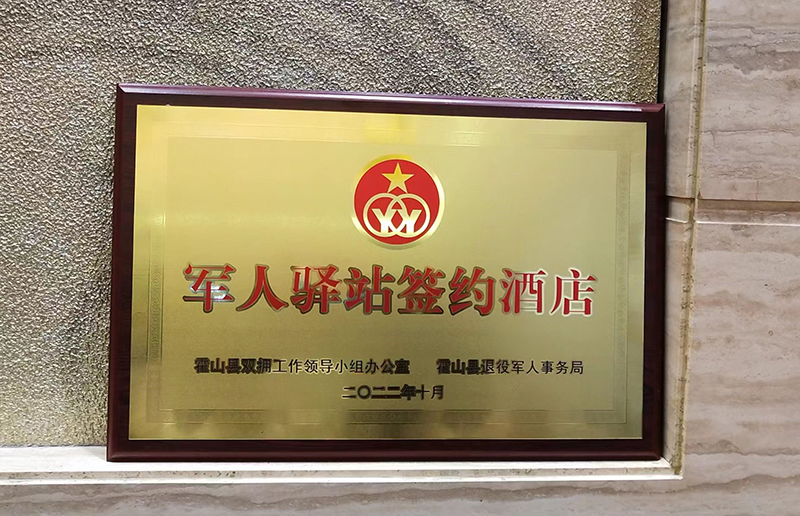 军人驿站签约酒店
霍山县双拥工作领导小组办公室 霍山县退役军人事务局
二〇二二年十月